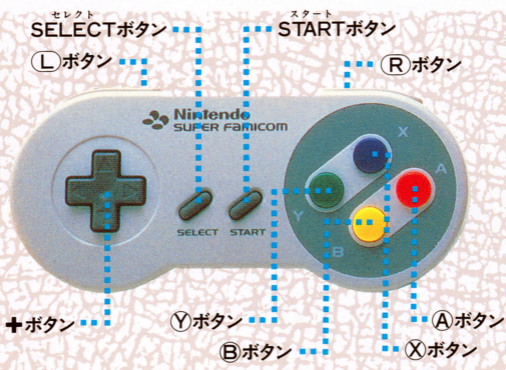 セレクト
SELECTボタン
スタート
STARTボタン
Ⓛボタン
Ⓡボタン
Nintendo
SUPER FAMICOM
X
A
Y
B
SELECT
START
+ボタン
Ⓨボタン
Ⓐボタン
Ⓑボタン
Ⓧボタン